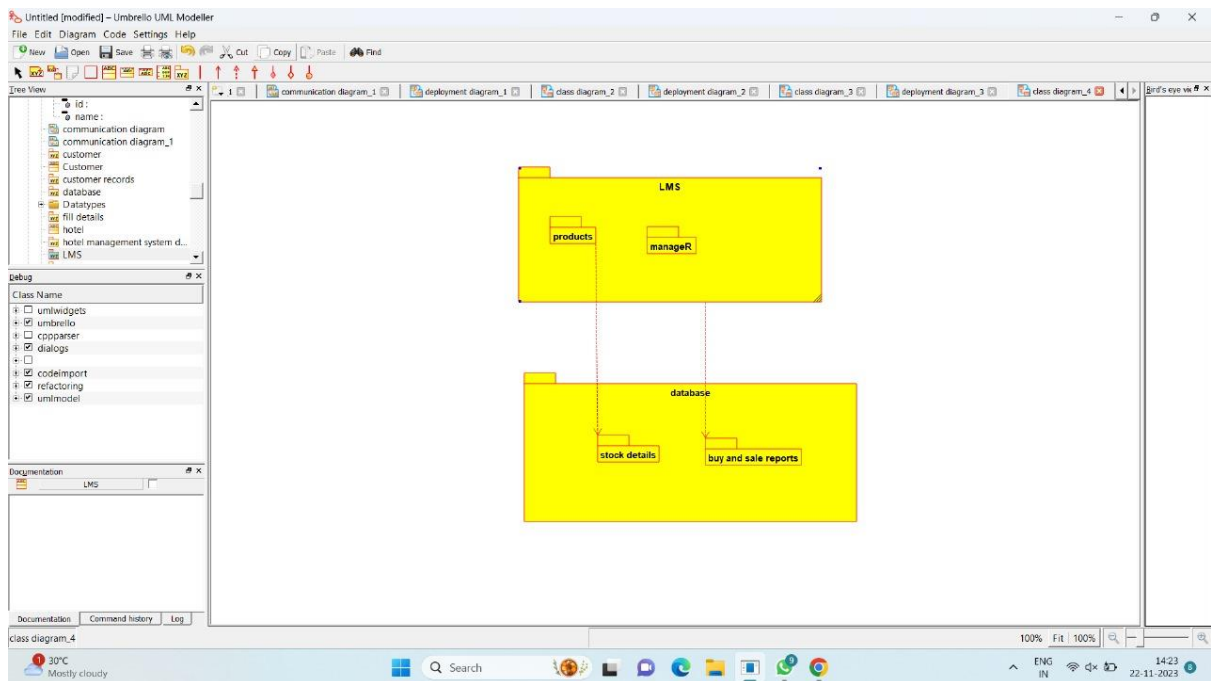 Untitled [modified] – Umbrello UML Modeller
File Edit Diagram Code Settings Help
New Open Save Cut Copy Paste Find
Tree View
1 communication diagram_1 deployment diagram_1 class diagram_2 deployment diagram_2 class diagram_3 deployment diagram_3 class diagram_4
Bird's eye vie
id :
name :
communication diagram
communication diagram_1
customer
Customer
customer records
database
Datatypes
fill details
hotel
hotel management system d...
LMS
Debug
Class Name
umlwidgets
umbrello
cppparser
dialogs
codeimport
refactoring
umlmodel
Documentation
LMS
Documentation Command history Log
LMS
products
manageR
database
stock details
buy and sale reports
class diagram_4
100% Fit 100%
1
30°C
Mostly cloudy
Search
9
ENG
IN
14:23
22-11-2023
8